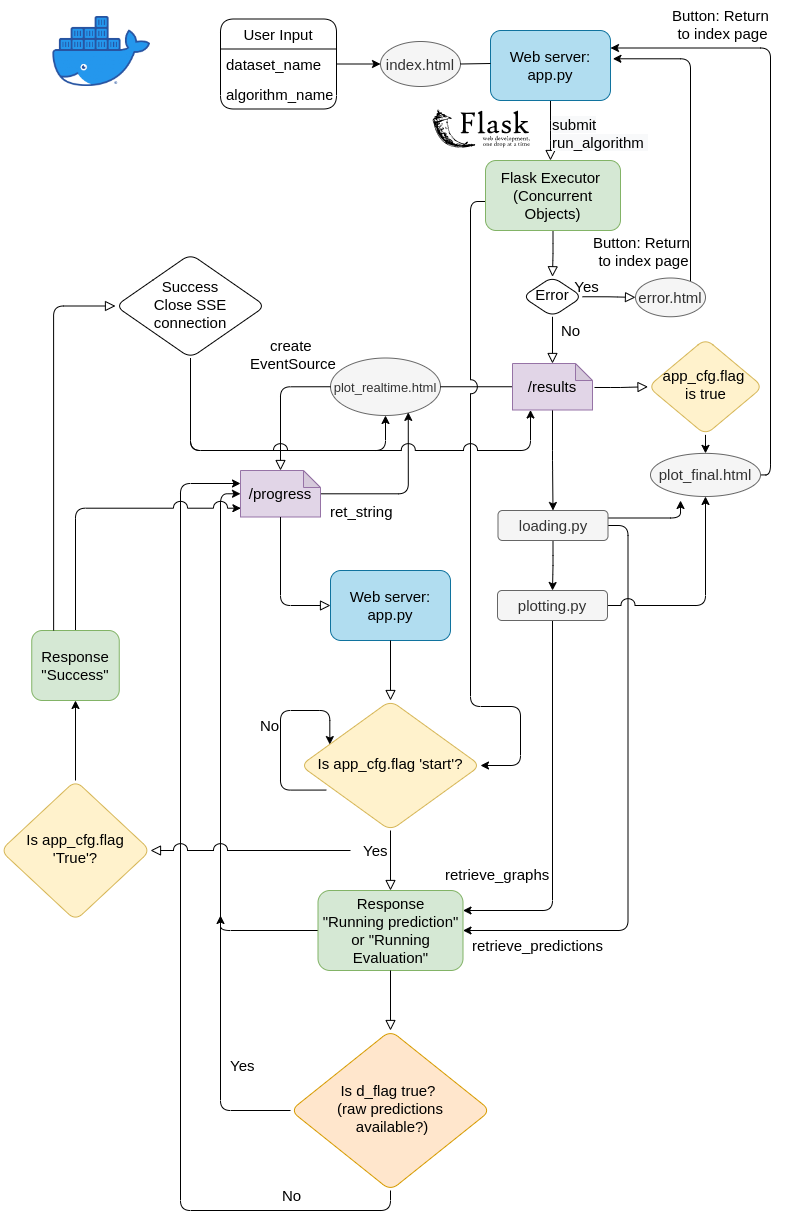 Button: Return
to index page
User Input
dataset_name
algorithm_name
index.html
Web server:
app.py
Flask
web development,
one drop at a time
submit
run_algorithm
Flask Executor
(Concurrent
Objects)
Button: Return
to index page
Error
Yes
error.html
No
Success
Close SSE
connection
create
EventSource
plot_realtime.html
/results
app_cfg.flag
is true
plot_final.html
/progress
ret_string
loading.py
plotting.py
Web server:
app.py
Response
"Success"
No
Is app_cfg.flag 'start'?
Is app_cfg.flag
'True'?
Yes
retrieve_graphs
Response
"Running prediction"
or "Running
Evaluation"
retrieve_predictions
Yes
Is d_flag true?
(raw predictions
available?)
No